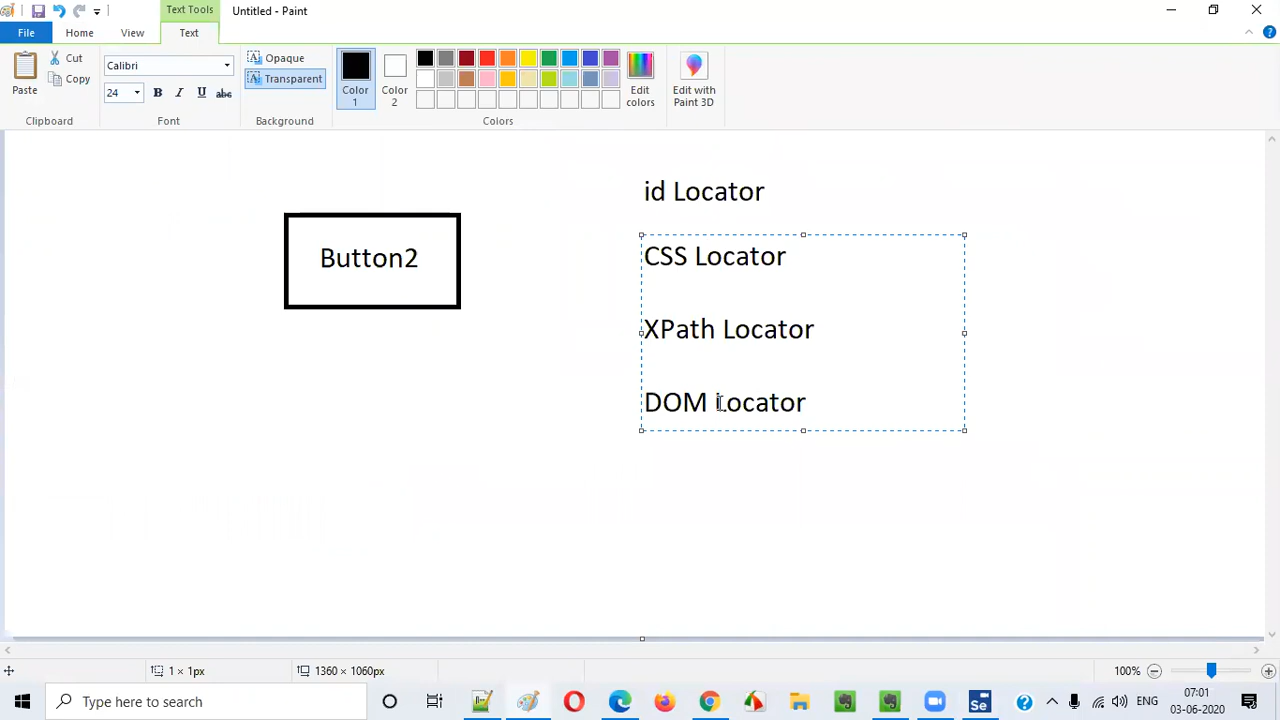 Text Tools
Untitled - Paint
File
Home
View
Text
Paste
Cut
Copy
Clipboard
Calibri
24
B
I
U
abc
Font
Opaque
Transparent
Background
Color 1
Color 2
Edit colors
Colors
Edit with Paint 3D
id Locator
Button2
CSS Locator
XPath Locator
DOM Locator
1 × 1px
1360 × 1060px
100%
Type here to search
Se
ENG
07:01
03-06-2020